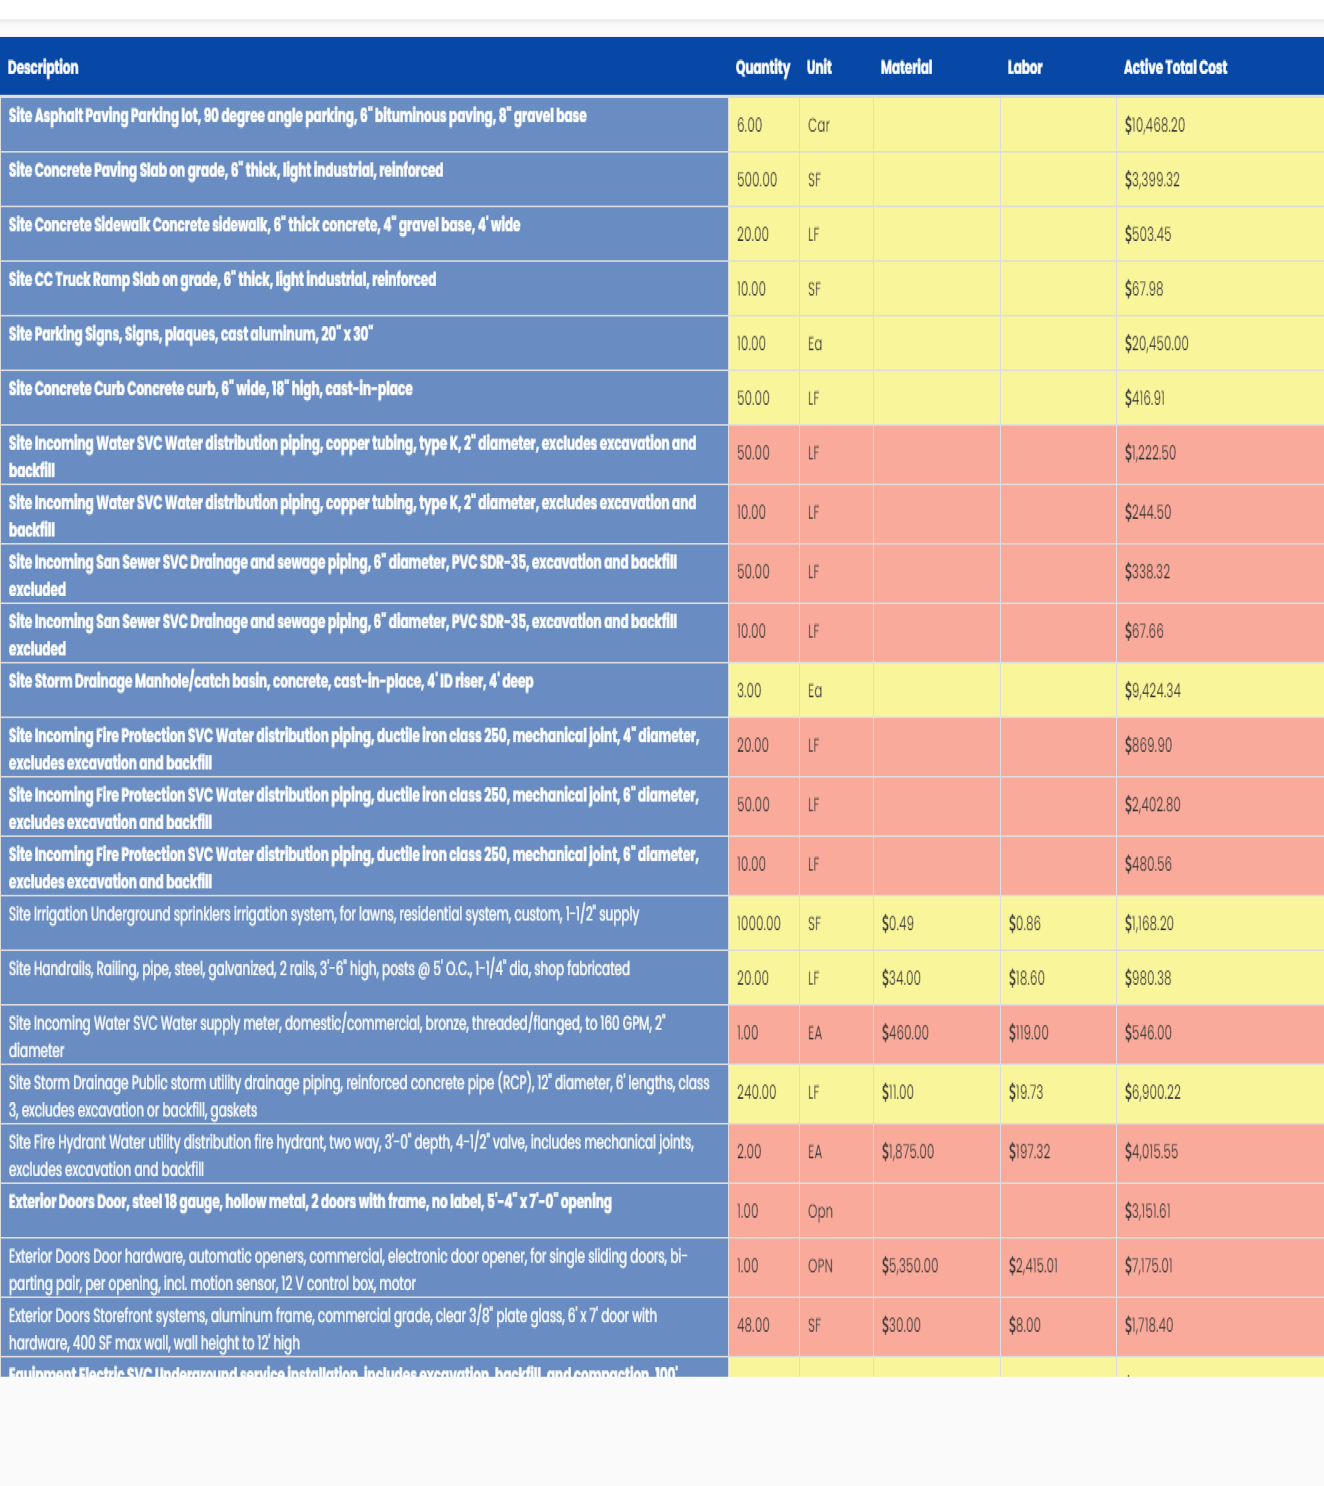 Description Quantity Unit Material Labor Active Total Cost
Site Asphalt Paving Parking lot, 90 degree angle parking, 6" bituminous paving, 8" gravel base
6.00 Car $10,468.20
Site Concrete Paving Slab on grade, 6" thick, light industrial, reinforced
500.00 SF $3,399.32
Site Concrete Sidewalk Concrete sidewalk, 6" thick concrete, 4" gravel base, 4' wide
20.00 LF $503.45
Site CC Truck Ramp Slab on grade, 6" thick, light industrial, reinforced
10.00 SF $67.98
Site Parking Signs, Signs, plaques, cast aluminum, 20" x 30"
10.00 Ea $20,450.00
Site Concrete Curb Concrete curb, 6" wide, 18" high, cast-in-place
50.00 LF $416.91
Site Incoming Water SVC Water distribution piping, copper tubing, type K, 2" diameter, excludes excavation and
backfill
50.00 LF $1,222.50
Site Incoming Water SVC Water distribution piping, copper tubing, type K, 2" diameter, excludes excavation and
backfill
10.00 LF $244.50
Site Incoming San Sewer SVC Drainage and sewage piping, 6" diameter, PVC SDR-35, excavation and backfill
excluded
50.00 LF $338.32
Site Incoming San Sewer SVC Drainage and sewage piping, 6" diameter, PVC SDR-35, excavation and backfill
excluded
10.00 LF $67.66
Site Storm Drainage Manhole/catch basin, concrete, cast-in-place, 4' ID riser, 4' deep
3.00 Ea $9,424.34
Site Incoming Fire Protection SVC Water distribution piping, ductile iron class 250, mechanical joint, 4" diameter,
excludes excavation and backfill
20.00 LF $869.90
Site Incoming Fire Protection SVC Water distribution piping, ductile iron class 250, mechanical joint, 6" diameter,
excludes excavation and backfill
50.00 LF $2,402.80
Site Incoming Fire Protection SVC Water distribution piping, ductile iron class 250, mechanical joint, 6" diameter,
excludes excavation and backfill
10.00 LF $480.56
Site Irrigation Underground sprinklers irrigation system, for lawns, residential system, custom, 1-1/2" supply
1000.00 SF $0.49 $0.86 $1,168.20
Site Handrails, Railing, pipe, steel, galvanized, 2 rails, 3'-6" high, posts @ 5' O.C., 1-1/4" dia, shop fabricated
20.00 LF $34.00 $18.60 $980.38
Site Incoming Water SVC Water supply meter, domestic/commercial, bronze, threaded/flanged, to 160 GPM, 2"
diameter
1.00 EA $460.00 $119.00 $546.00
Site Storm Drainage Public storm utility drainage piping, reinforced concrete pipe (RCP), 12" diameter, 6' lengths, class
3, excludes excavation or backfill, gaskets
240.00 LF $11.00 $19.73 $6,900.22
Site Fire Hydrant Water utility distribution fire hydrant, two way, 3'-0" depth, 4-1/2" valve, includes mechanical joints,
excludes excavation and backfill
2.00 EA $1,875.00 $197.32 $4,015.55
Exterior Doors Door, steel 18 gauge, hollow metal, 2 doors with frame, no label, 5'-4" x 7'-0" opening
1.00 Opn $3,151.61
Exterior Doors Door hardware, automatic openers, commercial, electronic door opener, for single sliding doors, bi-
parting pair, per opening, incl. motion sensor, 12 V control box, motor
1.00 OPN $5,350.00 $2,415.01 $7,175.01
Exterior Doors Storefront systems, aluminum frame, commercial grade, clear 3/8" plate glass, 6' x 7' door with
hardware, 400 SF max wall, wall height to 12' high
48.00 SF $30.00 $8.00 $1,718.40
Equipment Electric SVC Underground service installation, includes excavation, backfill, and compaction, 100'